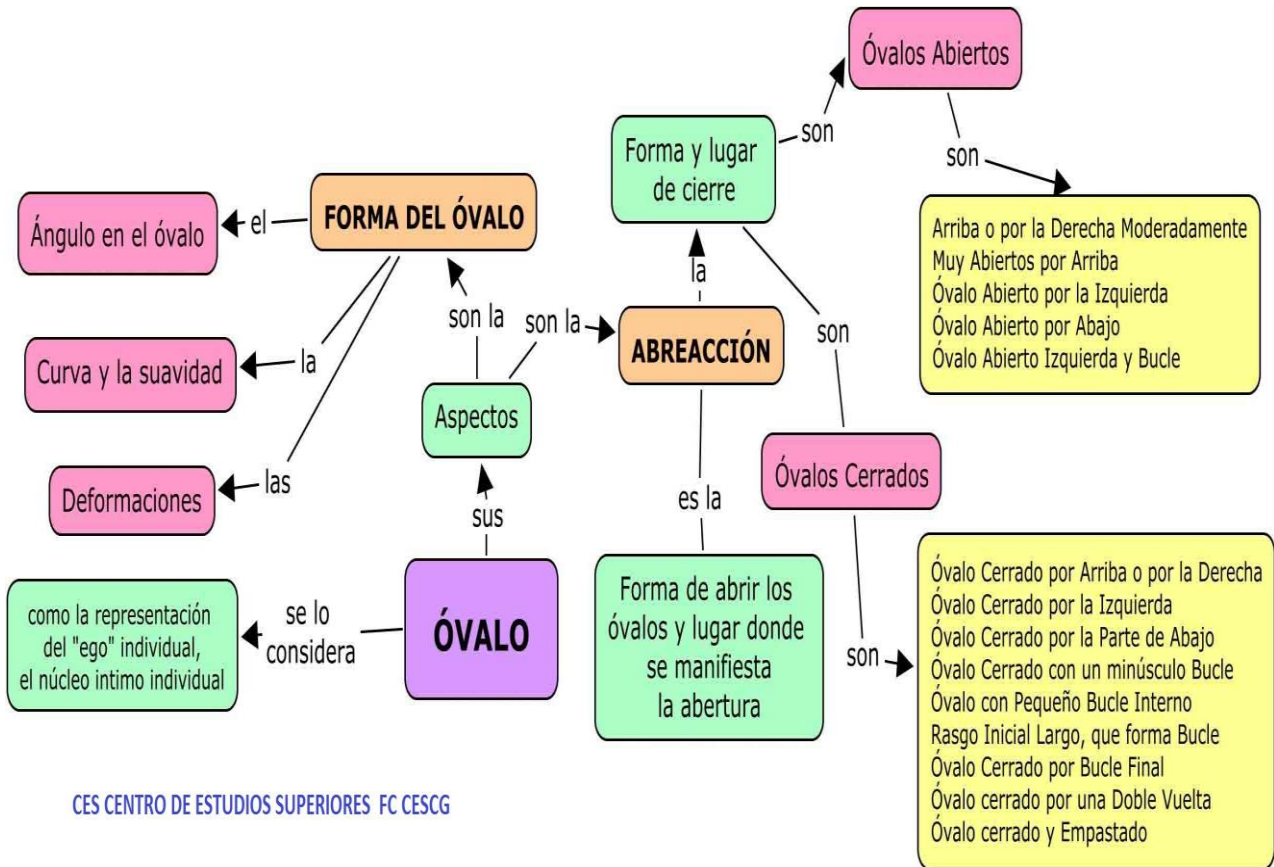 Óvalos Abiertos
son
son
Forma y lugar
de cierre
Ángulo en el óvalo
el
FORMA DEL ÓVALO
Arriba o por la Derecha Moderadamente
Muy Abiertos por Arriba
Óvalo Abierto por la Izquierda
Óvalo Abierto por Abajo
Óvalo Abierto Izquierda y Bucle
la
son la
son la
ABREACCIÓN
son
Curva y la suavidad
la
Aspectos
Óvalos Cerrados
Deformaciones
las
sus
es la
como la representación
del "ego" individual,
el núcleo intimo individual
se lo
considera
ÓVALO
Forma de abrir los
óvalos y lugar donde
se manifiesta
la abertura
son
Óvalo Cerrado por Arriba o por la Derecha
Óvalo Cerrado por la Izquierda
Óvalo Cerrado por la Parte de Abajo
Óvalo Cerrado con un minúsculo Bucle
Óvalo con Pequeño Bucle Interno
Rasgo Inicial Largo, que forma Bucle
Óvalo Cerrado por Bucle Final
Óvalo cerrado por una Doble Vuelta
Óvalo cerrado y Empastado
CES CENTRO DE ESTUDIOS SUPERIORES FC CESCG